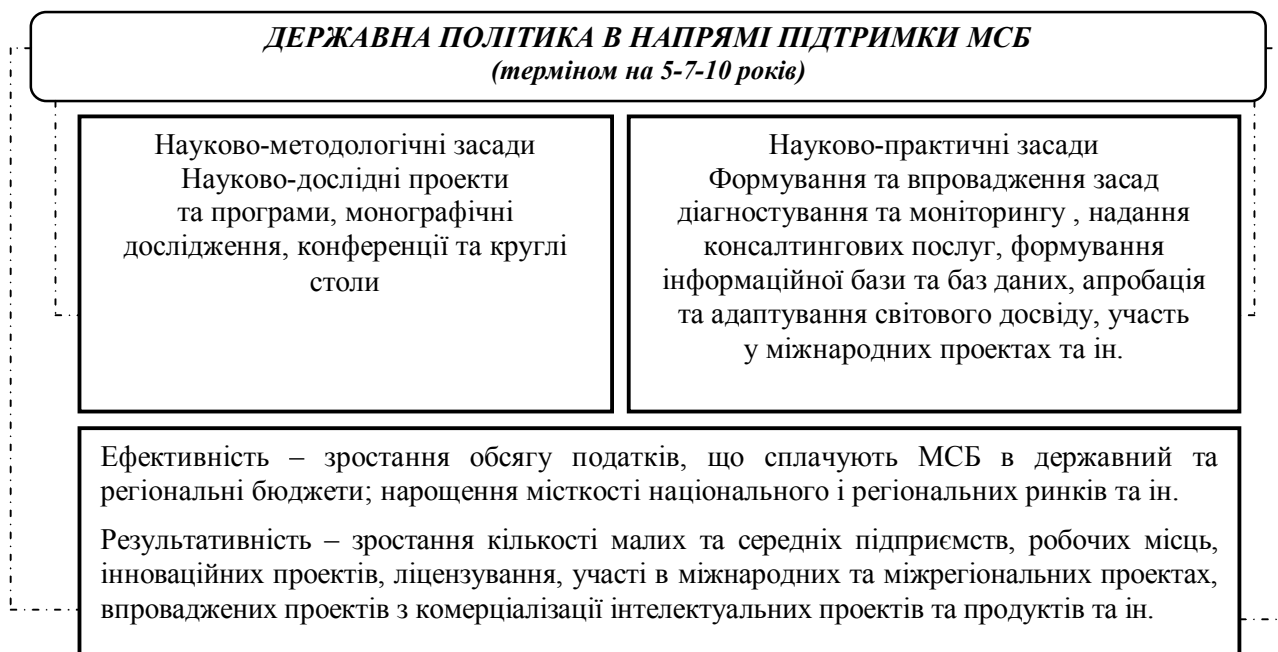 ДЕРЖАВНА ПОЛІТИКА В НАПРЯМІ ПІДТРИМКИ МСБ
(терміном на 5-7-10 років)
Науково-методологічні засади
Науково-дослідні проекти
та програми, монографічні
дослідження, конференції та круглі
столи
Науково-практичні засади
Формування та впровадження засад
діагностування та моніторингу , надання
консалтингових послуг, формування
інформаційної бази та баз даних, апробація
та адаптування світового досвіду, участь
у міжнародних проектах та ін.
Ефективність – зростання обсягу податків, що сплачують МСБ в державний та
регіональні бюджети; нарощення місткості національного і регіональних ринків та ін.
Результативність – зростання кількості малих та середніх підприємств, робочих місць,
інноваційних проектів, ліцензування, участі в міжнародних та міжрегіональних проектах,
впроваджених проектів з комерціалізації інтелектуальних проектів та продуктів та ін.